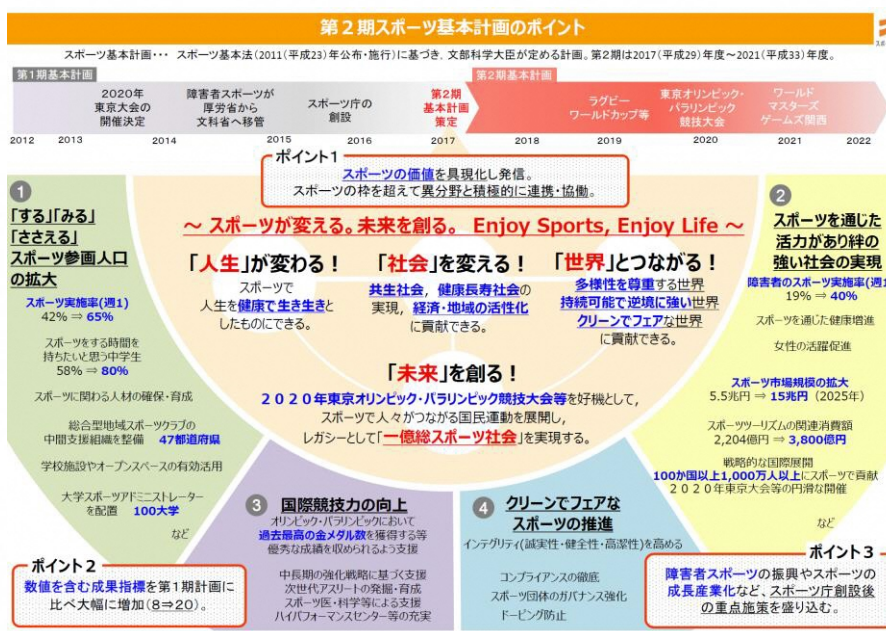 第2期スポーツ基本計画のポイント
スポーツ基本計画・・・ スポーツ基本法(2011(平成23)年公布・施行)に基づき、文部科学大臣が定める計画。第2期は2017(平成29)年度～2021(平成33)年度。
第1期基本計画
第2期基本計画
2020年
東京大会の
開催決定
障害者スポーツが
厚労省から
文科省へ移管
スポーツ庁の
創設
第2期
基本計画
策定
ラグビー
ワールドカップ等
東京オリンピック・
パラリンピック
競技大会
ワールド
マスターズ
ゲームズ関西
2012 2013 2014 2015 2016 2017 2018 2019 2020 2021 2022
ポイント1
スポーツの価値を具現化し発信。
スポーツの枠を超えて異分野と積極的に連携・協働。
～ スポーツが変える。未来を創る。 Enjoy Sports, Enjoy Life ～
「人生」が変わる！
スポーツで
人生を健康で生き生きと
したものにできる。
「社会」を変える！
共生社会，健康長寿社会の
実現，経済・地域の活性化
に貢献できる。
「世界」とつながる！
多様性を尊重する世界
持続可能で逆境に強い世界
クリーンでフェアな世界
に貢献できる。
「未来」を創る！
2020年東京オリンピック・パラリンピック競技大会等を好機として，
スポーツで人々がつながる国民運動を展開し，
レガシーとして「一億総スポーツ社会」を実現する。
1
「する」「みる」
「ささえる」
スポーツ参画人口
の拡大
スポーツ実施率(週1)
42% ⇒ 65%
スポーツをする時間を
持ちたいと思う中学生
58% ⇒ 80%
スポーツに関わる人材の確保・育成
総合型地域スポーツクラブの
中間支援組織を整備 47都道府県
学校施設やオープンスペースの有効活用
大学スポーツアドミニストレーター
を配置 100大学
など
2
スポーツを通じた
活力があり絆の
強い社会の実現
障害者のスポーツ実施率(週1
19% ⇒ 40%
スポーツを通じた健康増進
女性の活躍促進
スポーツ市場規模の拡大
5.5兆円 ⇒ 15兆円 (2025年)
スポーツツーリズムの関連消費額
2,204億円 ⇒ 3,800億円
戦略的な国際展開
100か国以上1,000万人以上にスポーツで貢献
2020年東京大会等の円滑な開催
など
3
国際競技力の向上
オリンピック・パラリンピックにおいて
過去最高の金メダル数を獲得する等
優秀な成績を収められるよう支援
中長期の強化戦略に基づく支援
次世代アスリートの発掘・育成
スポーツ医・科学等による支援
ハイパフォーマンスセンター等の充実
4
クリーンでフェアな
スポーツの推進
インテグリティ(誠実性・健全性・高潔性)を高める
コンプライアンスの徹底
スポーツ団体のガバナンス強化
ドーピング防止
ポイント2
数値を含む成果指標を第1期計画に
比べ大幅に増加(8⇒20)。
ポイント3
障害者スポーツの振興やスポーツの
成長産業化など、スポーツ庁創設後
の重点施策を盛り込む。